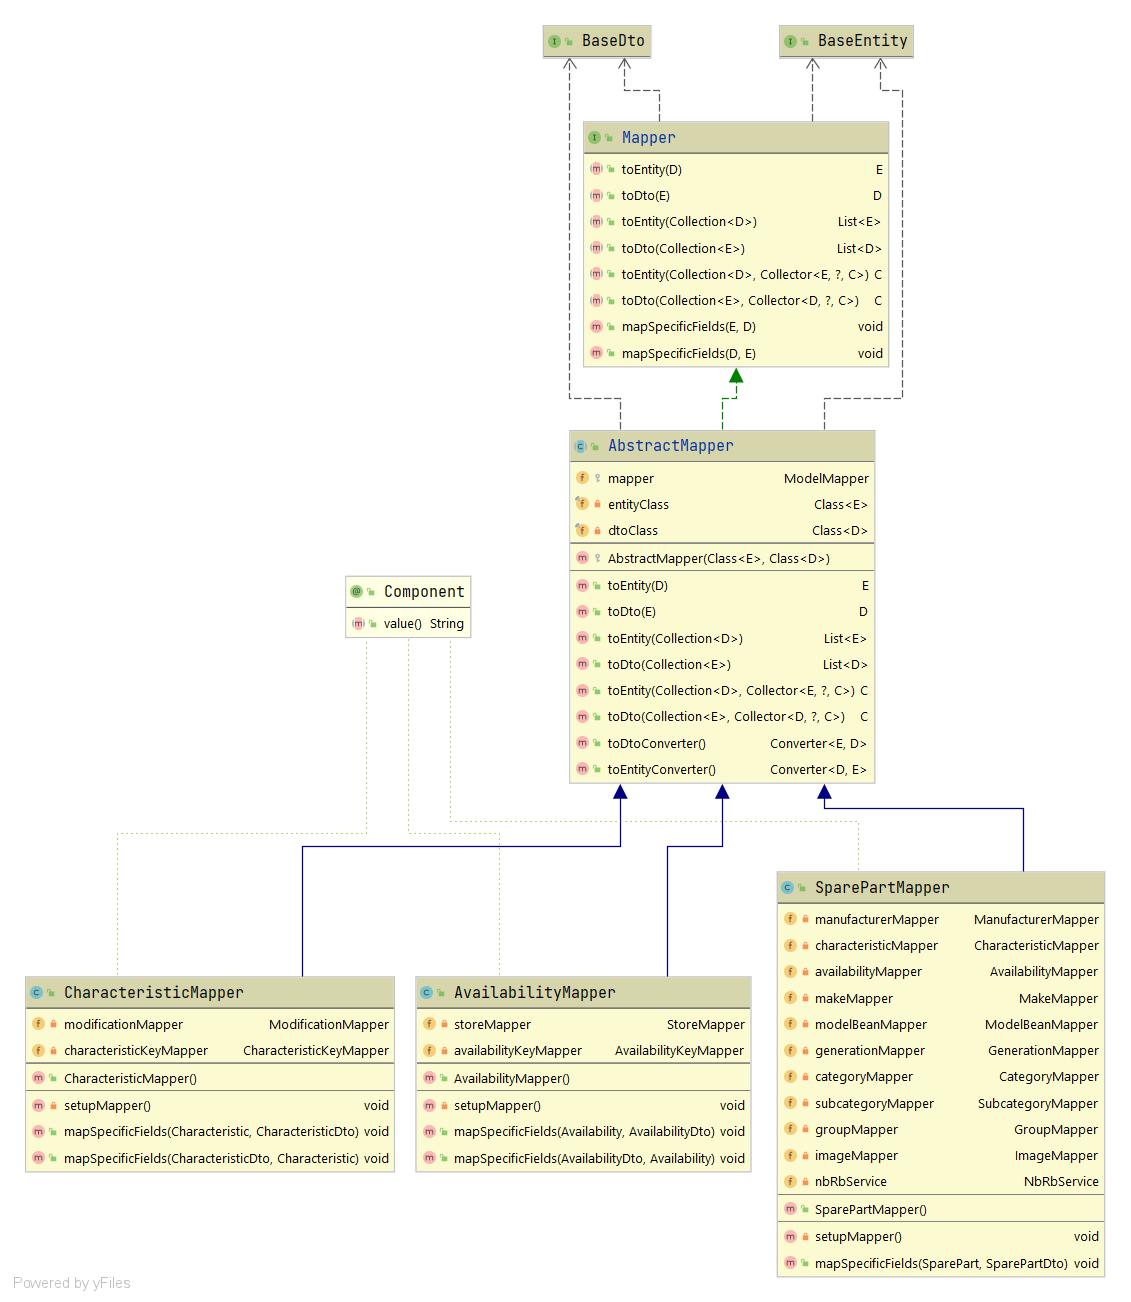 BaseDto
BaseEntity
Mapper
toEntity(D) E
toDto(E) D
toEntity(Collection<D>) List<E>
toDto(Collection<E>) List<D>
toEntity(Collection<D>, Collector<E, ?, C>) C
toDto(Collection<E>, Collector<D, ?, C>) C
mapSpecificFields(E, D) void
mapSpecificFields(D, E) void
AbstractMapper
mapper ModelMapper
entityClass Class<E>
dtoClass Class<D>
AbstractMapper(Class<E>, Class<D>)
toEntity(D) E
toDto(E) D
toEntity(Collection<D>) List<E>
toDto(Collection<E>) List<D>
toEntity(Collection<D>, Collector<E, ?, C>) C
toDto(Collection<E>, Collector<D, ?, C>) C
toDtoConverter() Converter<E, D>
toEntityConverter() Converter<D, E>
Component
value() String
CharacteristicMapper
modificationMapper ModificationMapper
characteristicKeyMapper CharacteristicKeyMapper
CharacteristicMapper()
setupMapper() void
mapSpecificFields(Characteristic, CharacteristicDto) void
mapSpecificFields(CharacteristicDto, Characteristic) void
AvailabilityMapper
storeMapper StoreMapper
availabilityKeyMapper AvailabilityKeyMapper
AvailabilityMapper()
setupMapper() void
mapSpecificFields(Availability, AvailabilityDto) void
mapSpecificFields(AvailabilityDto, Availability) void
SparePartMapper
manufacturerMapper ManufacturerMapper
characteristicMapper CharacteristicMapper
availabilityMapper AvailabilityMapper
makeMapper MakeMapper
modelBeanMapper ModelBeanMapper
generationMapper GenerationMapper
categoryMapper CategoryMapper
subcategoryMapper SubcategoryMapper
groupMapper GroupMapper
imageMapper ImageMapper
nbRbService NbRbService
SparePartMapper()
setupMapper() void
mapSpecificFields(SparePart, SparePartDto) void
Powered by yFiles